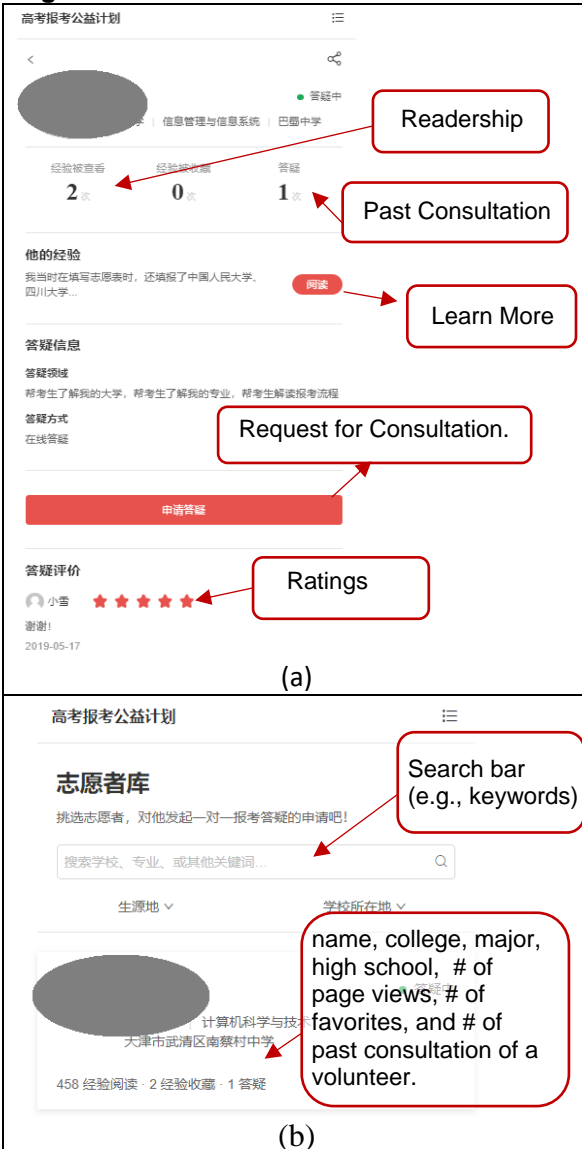 高考报考公益计划
答疑中
信息管理与信息系统 | 巴蜀中学
Readership
经验被查看 经验被收藏 答疑
2次 0次 1次
Past Consultation
他的经验
我当时在填写志愿表时，还填报了中国人民大学、
四川大学...
阅读
Learn More
答疑信息
答疑领域
帮考生了解我的大学，帮考生了解我的专业，帮考生解读报考流程
答疑方式
在线答疑
Request for Consultation.
申请答疑
答疑评价
小雪
Ratings
谢谢！
2019-05-17
(a)
高考报考公益计划
志愿者库
挑选志愿者，对他发起一对一报考答疑的申请吧！
Search bar
(e.g., keywords)
搜索学校、专业、或其他关键词...
生源地 学校所在地
name, college, major,
high school, # of
page views, # of
favorites, and # of
past consultation of a
volunteer.
计算机科学与技术
天津市武清区南蔡村中学
458 经验阅读 · 2 经验收藏 · 1 答疑
(b)